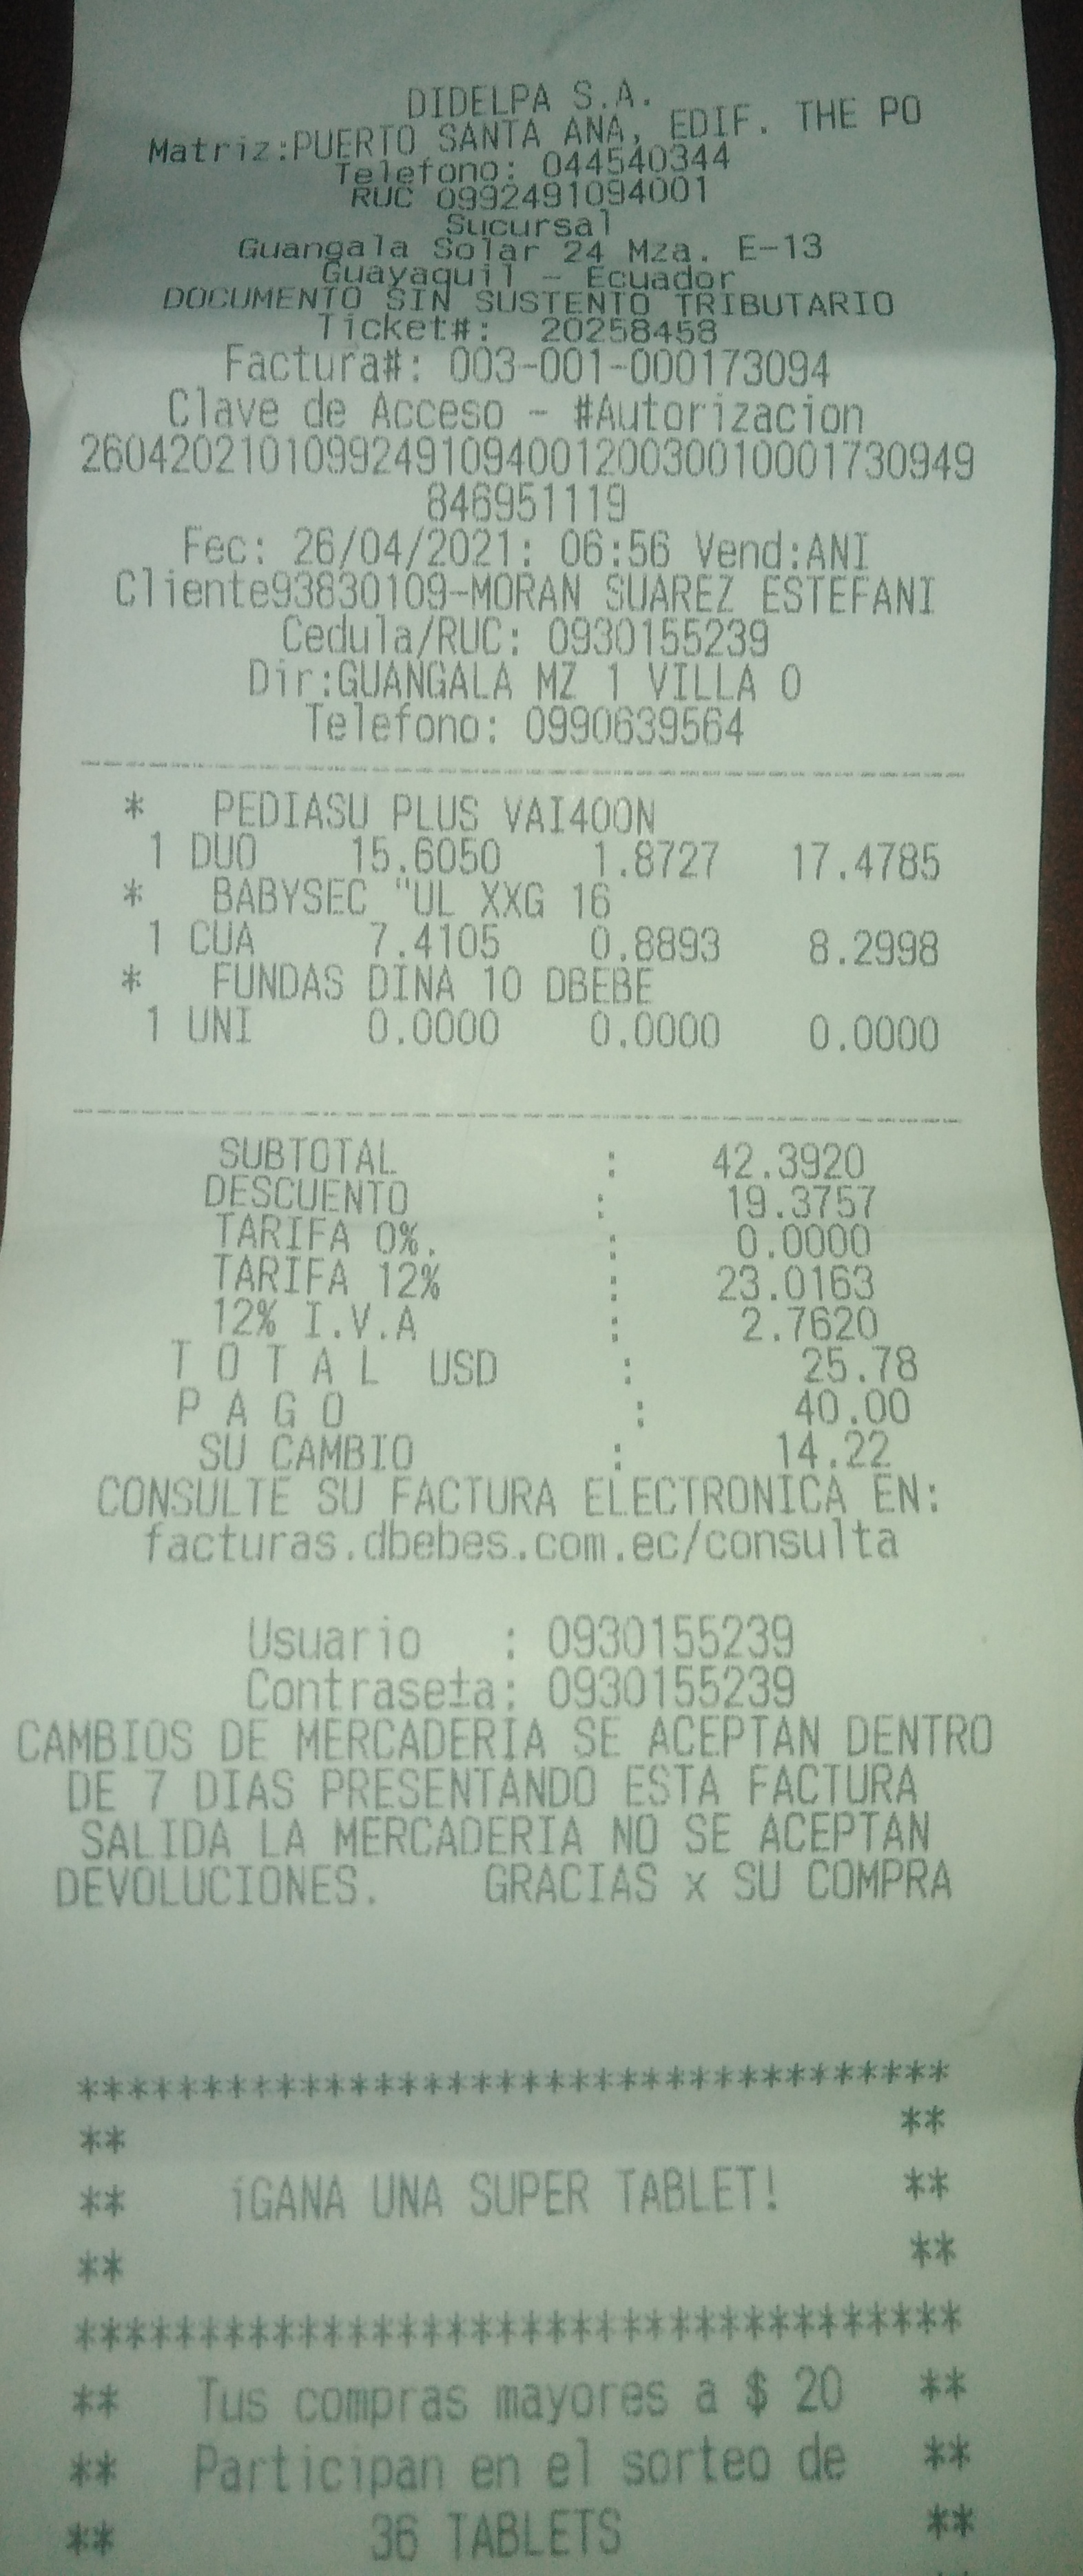 DIDELPA S.A.
Matriz:PUERTO SANTA ANA, EDIF. THE PO
Telefono: 044540344
RUC 0992491094001
Sucursal
Guangala Solar 24 Mza. E-13
Guayaquil - Ecuador
DOCUMENTO SIN SUSTENTO TRIBUTARIO
Ticket#: 20258458
Factura#: 003-001-000173094
Clave de Acceso - #Autorizacion
2604202101099249109400120030010001730949
846951119
Fec: 26/04/2021: 06:56 Vend:ANI
Cliente93830109-MORAN SUAREZ ESTEFANI
Cedula/RUC: 0930155239
Dir:GUANGALA MZ 1 VILLA 0
Telefono: 0990639564
* PEDIASU PLUS VAI400N
1 DUO 15.6050 1.8727 17.4785
* BABYSEC "UL XXG 16
1 CUA 7.4105 0.8893 8.2998
* FUNDAS DINA 10 DBEBE
1 UNI 0.0000 0.0000 0.0000
SUBTOTAL : 42.3920
DESCUENTO : 19.3757
TARIFA 0%. : 0.0000
TARIFA 12% : 23.0163
12% I.V.A : 2.7620
T O T A L USD : 25.78
P A G O : 40.00
SU CAMBIO : 14.22
CONSULTE SU FACTURA ELECTRONICA EN:
facturas.dbebes.com.ec/consulta
Usuario : 0930155239
Contrase±a: 0930155239
CAMBIOS DE MERCADERIA SE ACEPTAN DENTRO
DE 7 DIAS PRESENTANDO ESTA FACTURA
SALIDA LA MERCADERIA NO SE ACEPTAN
DEVOLUCIONES. GRACIAS x SU COMPRA
************************************
** **
** ¡GANA UNA SUPER TABLET! **
** **
************************************
** Tus compras mayores a $ 20 **
** Participan en el sorteo de **
** 36 TABLETS **